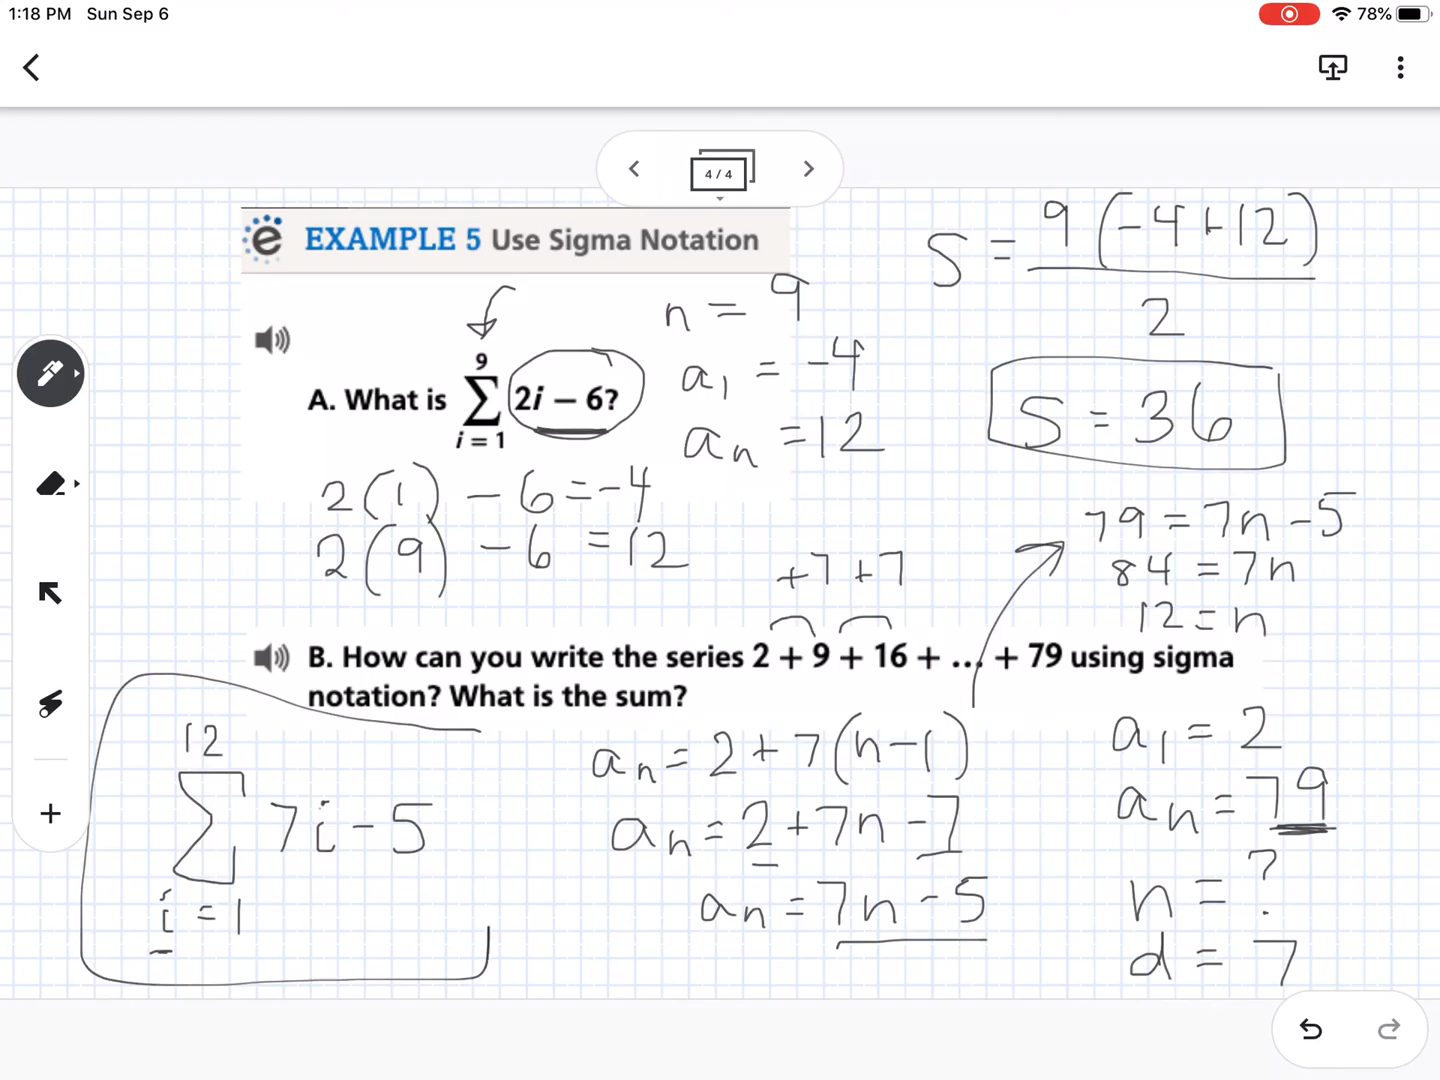 1:18 PM Sun Sep 6
78%
4 / 4
e EXAMPLE 5 Use Sigma Notation
A. What is
9
∑ 2i – 6?
i = 1
n = 9
a₁ = -4
aₙ = 12
2(1) - 6 = -4
2(9) - 6 = 12
S = 9(-4+12)
2
S = 36
+7 +7
79 = 7n - 5
84 = 7n
12 = n
B. How can you write the series 2 + 9 + 16 + ... + 79 using sigma
notation? What is the sum?
12
∑ 7i - 5
i = 1
aₙ = 2 + 7(n-1)
aₙ = 2 + 7n - 7
aₙ = 7n - 5
a₁ = 2
aₙ = 79
n = ?
d = 7